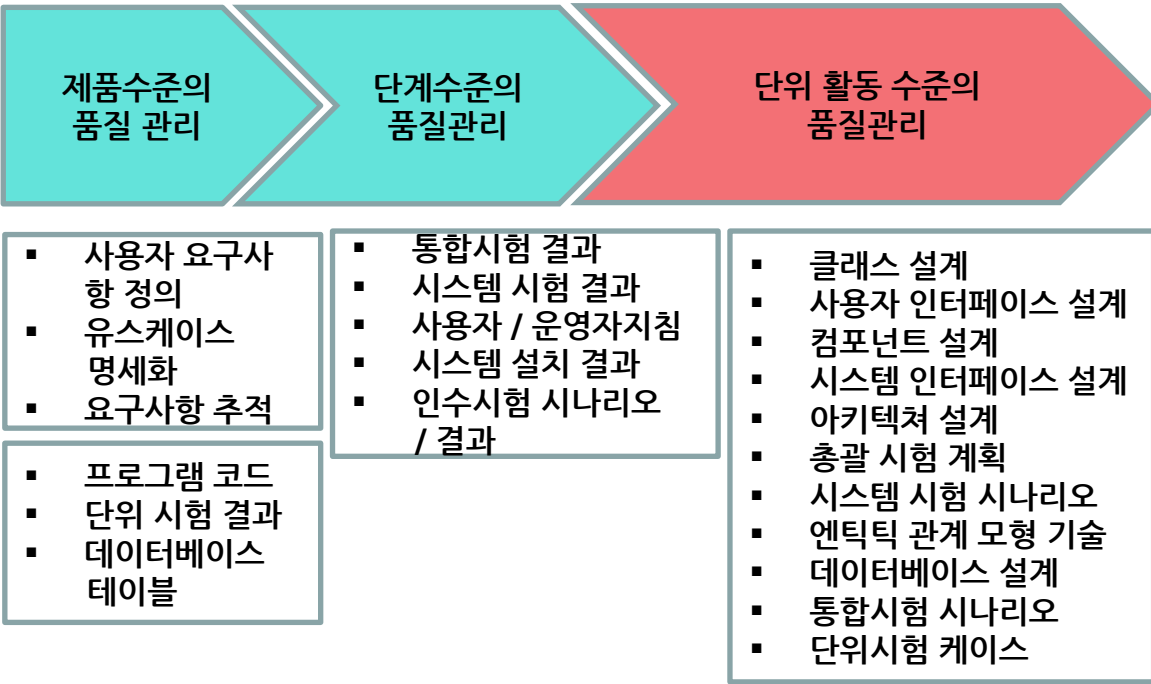 제품수준의
품질 관리
단계수준의
품질관리
단위 활동 수준의
품질관리
▪ 사용자 요구사
항 정의
▪ 유스케이스
명세화
▪ 요구사항 추적
▪ 프로그램 코드
▪ 단위 시험 결과
▪ 데이터베이스
테이블
▪ 통합시험 결과
▪ 시스템 시험 결과
▪ 사용자 / 운영자지침
▪ 시스템 설치 결과
▪ 인수시험 시나리오
/ 결과
▪ 클래스 설계
▪ 사용자 인터페이스 설계
▪ 컴포넌트 설계
▪ 시스템 인터페이스 설계
▪ 아키텍쳐 설계
▪ 총괄 시험 계획
▪ 시스템 시험 시나리오
▪ 엔틱틱 관계 모형 기술
▪ 데이터베이스 설계
▪ 통합시험 시나리오
▪ 단위시험 케이스